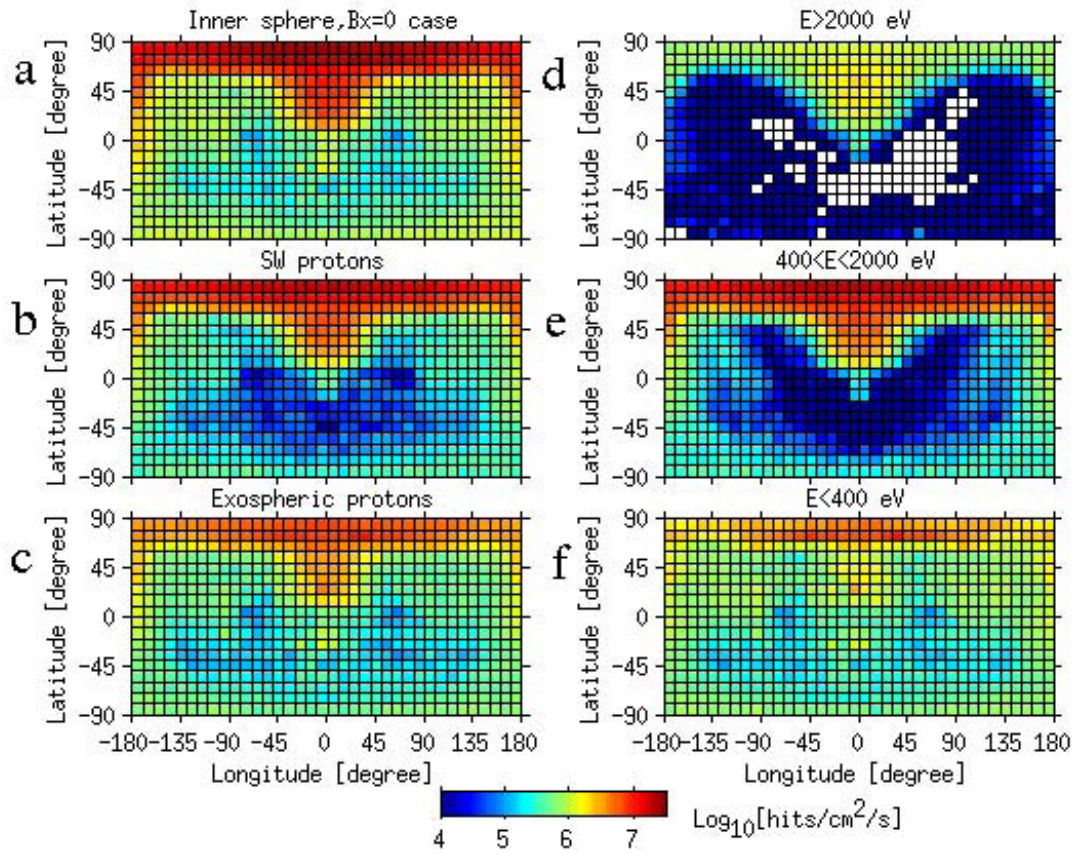 Inner sphere,Bx=0 case
a
Latitude [degree]
90
45
0
-45
-90
E>2000 eV
d
Latitude [degree]
90
45
0
-45
-90
SW protons
b
Latitude [degree]
90
45
0
-45
-90
400<E<2000 eV
e
Latitude [degree]
90
45
0
-45
-90
Exospheric protons
c
Latitude [degree]
90
45
0
-45
-90
-180 -135 -90 -45 0 45 90 135 180
Longitude [degree]
E<400 eV
f
Latitude [degree]
90
45
0
-45
-90
-180 -135 -90 -45 0 45 90 135 180
Longitude [degree]
4 5 6 7
Log10[hits/cm^2/s]